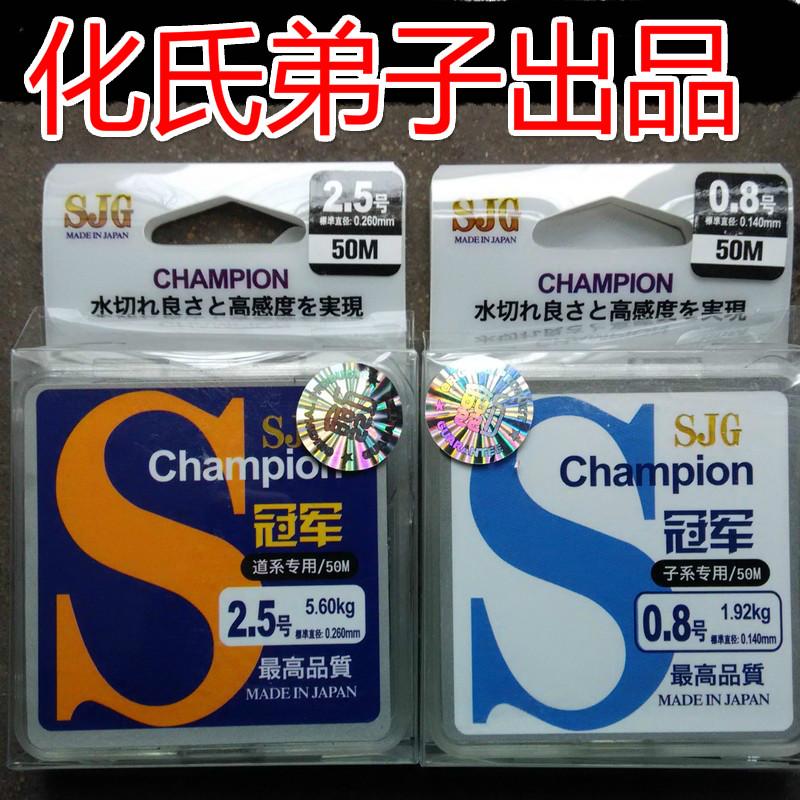 化氏弟子出品
SJG
MADE IN JAPAN
2.5号
標準直径: 0.260mm
50M
CHAMPION
水切れ良さと高感度を実現
SJG
Champion
冠军
道系专用/50M
2.5号
5.60kg
標準直径: 0.260mm
最高品質
MADE IN JAPAN
SJG
MADE IN JAPAN
0.8号
標準直径: 0.140mm
50M
CHAMPION
水切れ良さと高感度を実現
GUARANTEE
SJG
Champion
冠军
子系专用/50M
0.8号
1.92kg
標準直径: 0.140mm
最高品質
MADE IN JAPAN